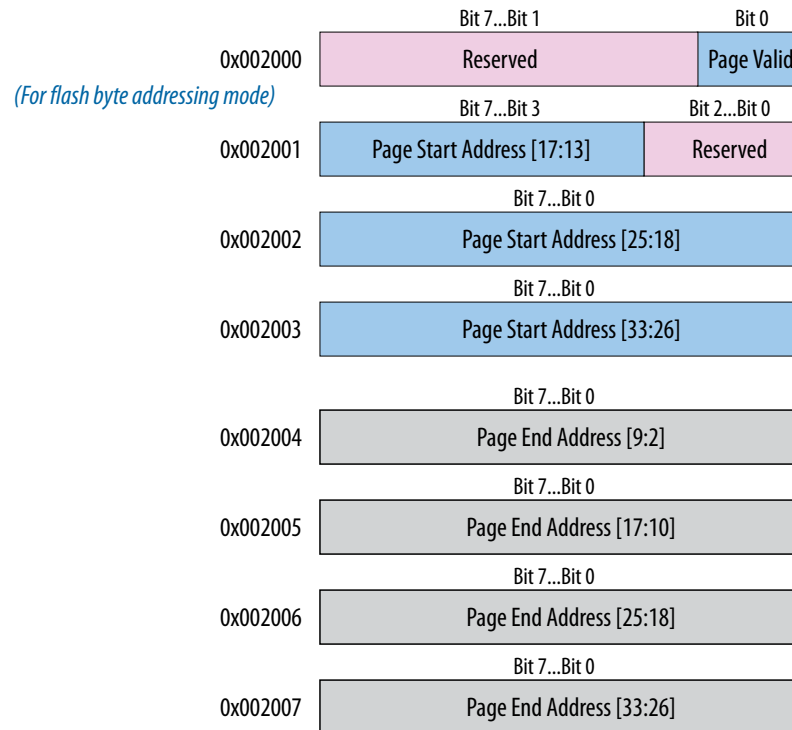 Bit 7...Bit 1 Bit 0
0x002000 Reserved Page Valid
(For flash byte addressing mode)
Bit 7...Bit 3 Bit 2...Bit 0
0x002001 Page Start Address [17:13] Reserved
Bit 7...Bit 0
0x002002 Page Start Address [25:18]
Bit 7...Bit 0
0x002003 Page Start Address [33:26]
Bit 7...Bit 0
0x002004 Page End Address [9:2]
Bit 7...Bit 0
0x002005 Page End Address [17:10]
Bit 7...Bit 0
0x002006 Page End Address [25:18]
Bit 7...Bit 0
0x002007 Page End Address [33:26]